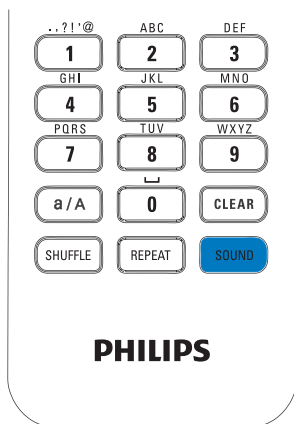 .,?!'@ ABC DEF
1 2 3
GHI JKL MNO
4 5 6
PQRS TUV WXYZ
7 8 9
a/A 0 CLEAR
SHUFFLE REPEAT SOUND
PHILIPS